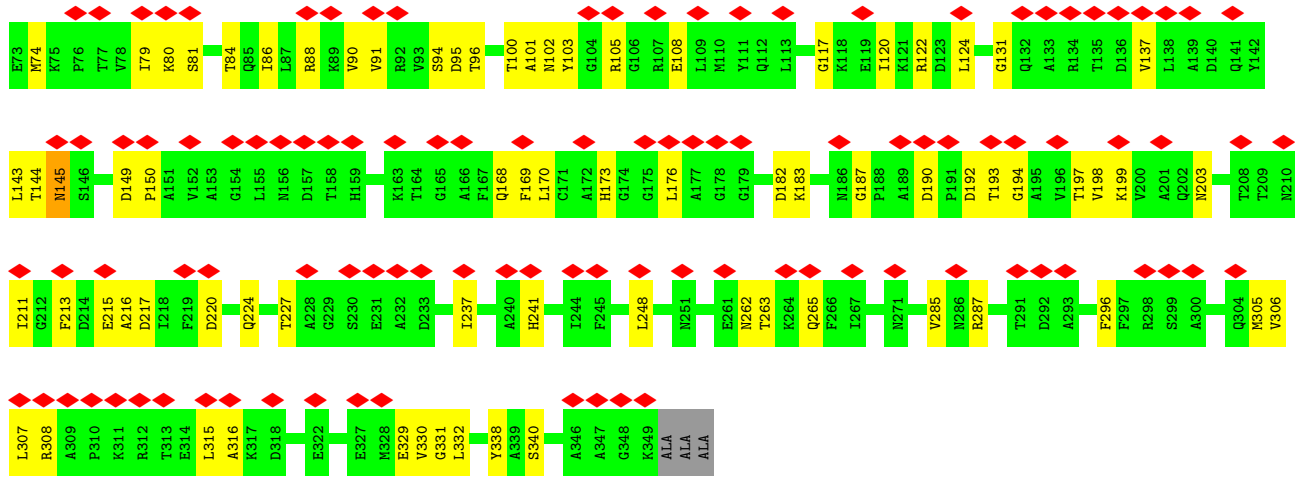 E73 M74 K75 P76 T77 V78 I79 K80 S81 T84 Q85 I86 L87 R88 K89 V90 V91 R92 V93 S94 D95 T96 T100 A101 N102 Y103 G104 R105 G106 R107 E108 L109 M110 Y111 Q112 L113 G117 K118 E119 I120 K121 R122 D123 L124 G131 Q132 A133 R134 T135 D136 V137 L138 A139 D140 Q141 Y142
L143 T144 N145 S146 D149 P150 A151 V152 A153 G154 L155 N156 D157 T158 H159 K163 T164 G165 A166 F167 Q168 F169 L170 C171 A172 H173 G174 G175 L176 A177 G178 G179 D182 K183 N186 G187 P188 A189 D190 P191 D192 T193 G194 A195 V196 T197 V198 K199 V200 A201 Q202 N203 T208 T209 N210
I211 G212 F213 D214 E215 A216 D217 I218 F219 D220 Q224 T227 A228 G229 S230 E231 A232 D233 I237 A240 H241 I244 F245 L248 N251 E261 N262 T263 K264 Q265 F266 I267 N271 V285 N286 R287 T291 D292 A293 F296 F297 R298 S299 A300 Q304 M305 V306
L307 R308 A309 P310 K311 R312 T313 E314 L315 A316 K317 D318 E322 E327 M328 E329 V330 G331 L332 Y338 A339 S340 A346 A347 G348 K349 ALA ALA ALA